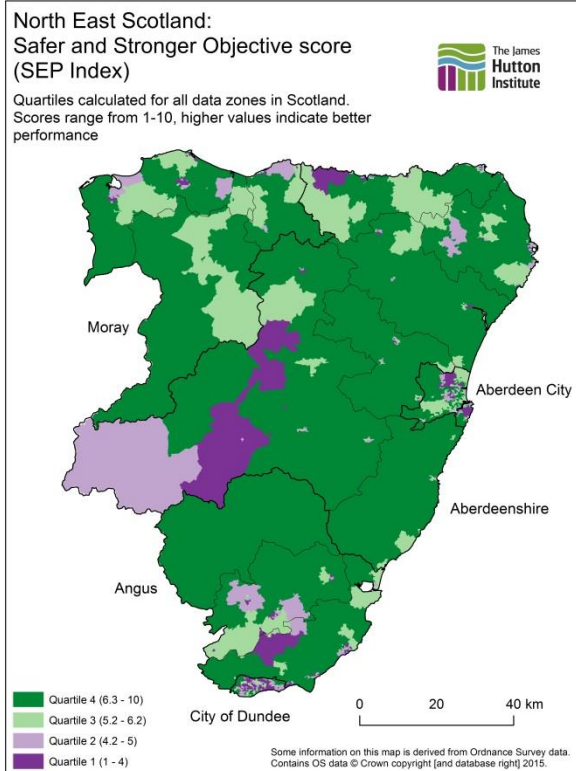 North East Scotland:
Safer and Stronger Objective score
(SEP Index)
The James
Hutton
Institute
Quartiles calculated for all data zones in Scotland.
Scores range from 1-10, higher values indicate better
performance
Moray
Aberdeen City
Aberdeenshire
Angus
City of Dundee
Quartile 4 (6.3 - 10)
Quartile 3 (5.2 - 6.2)
Quartile 2 (4.2 - 5)
Quartile 1 (1 - 4)
0 20 40 km
Some information on this map is derived from Ordnance Survey data.
Contains OS data © Crown copyright [and database right] 2015.